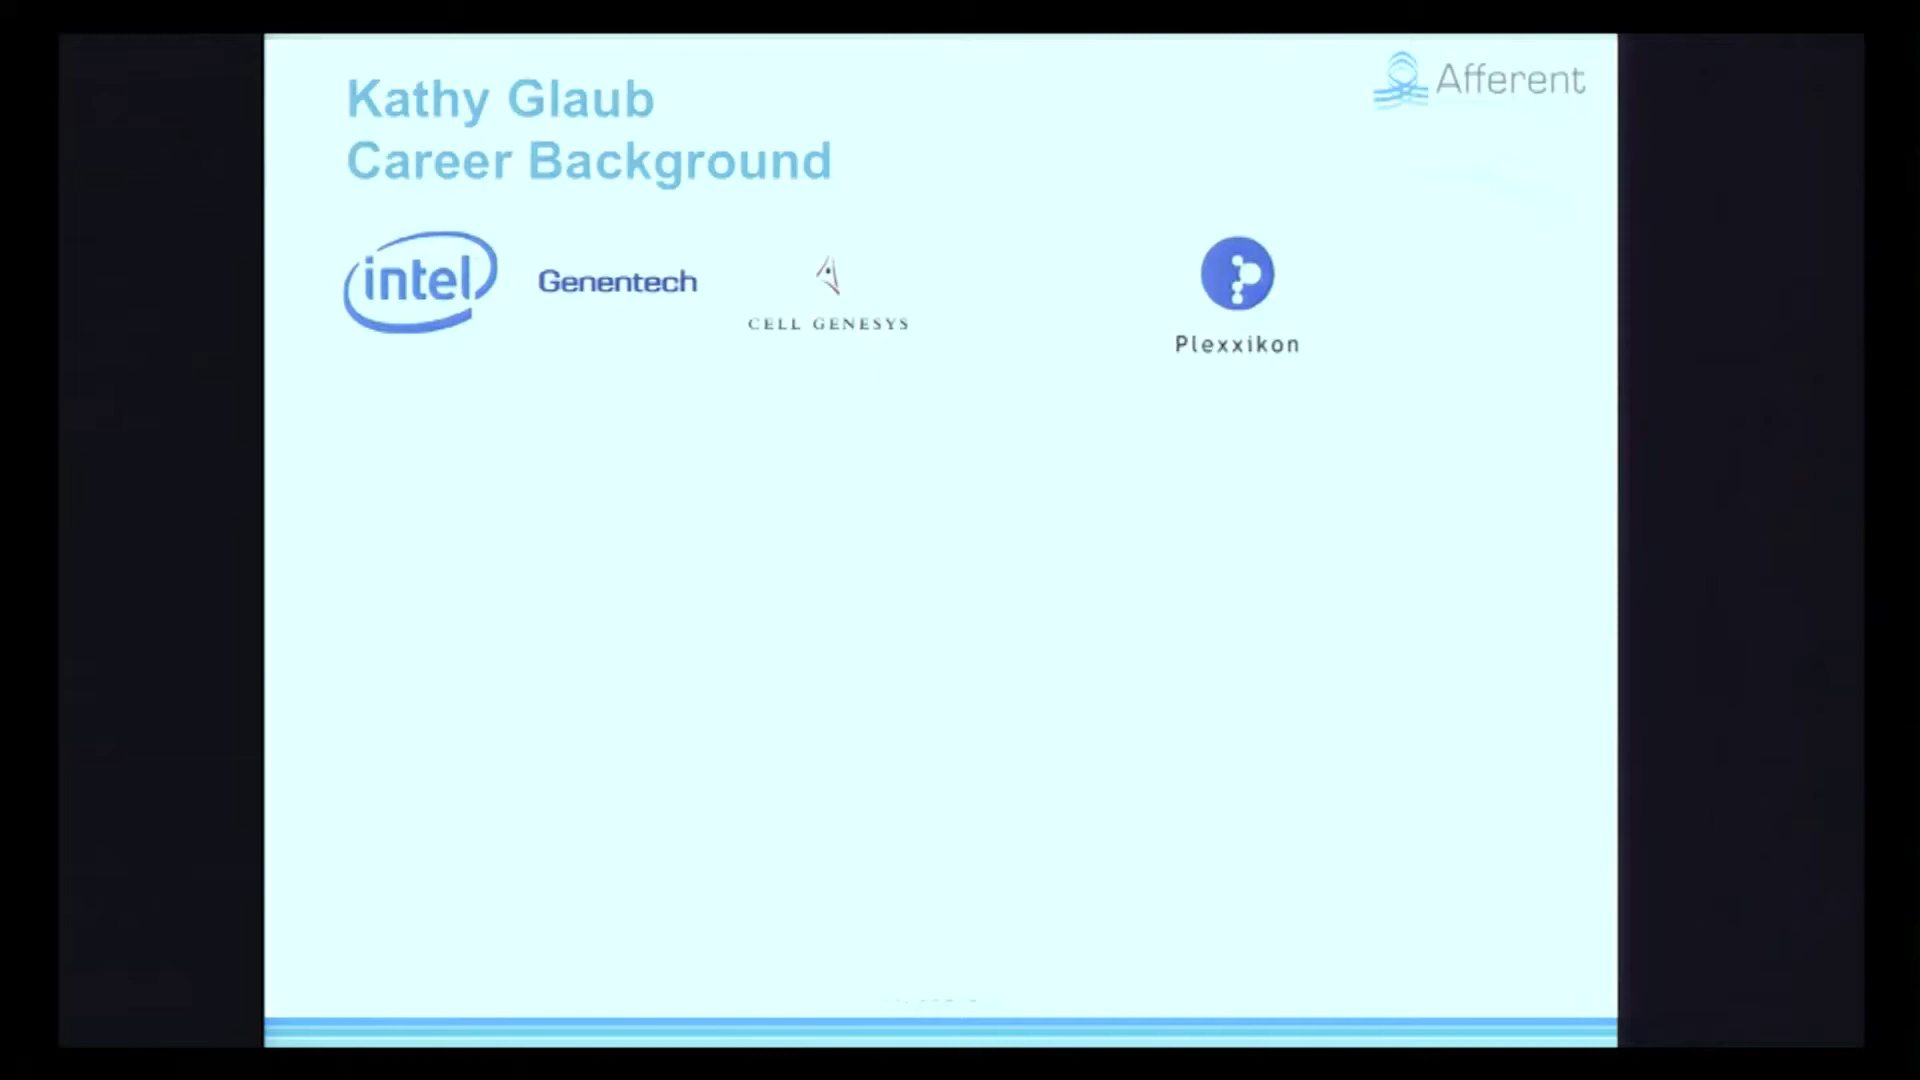 Kathy Glaub
Career Background
Afferent
intel
Genentech
CELL GENESYS
Plexxikon